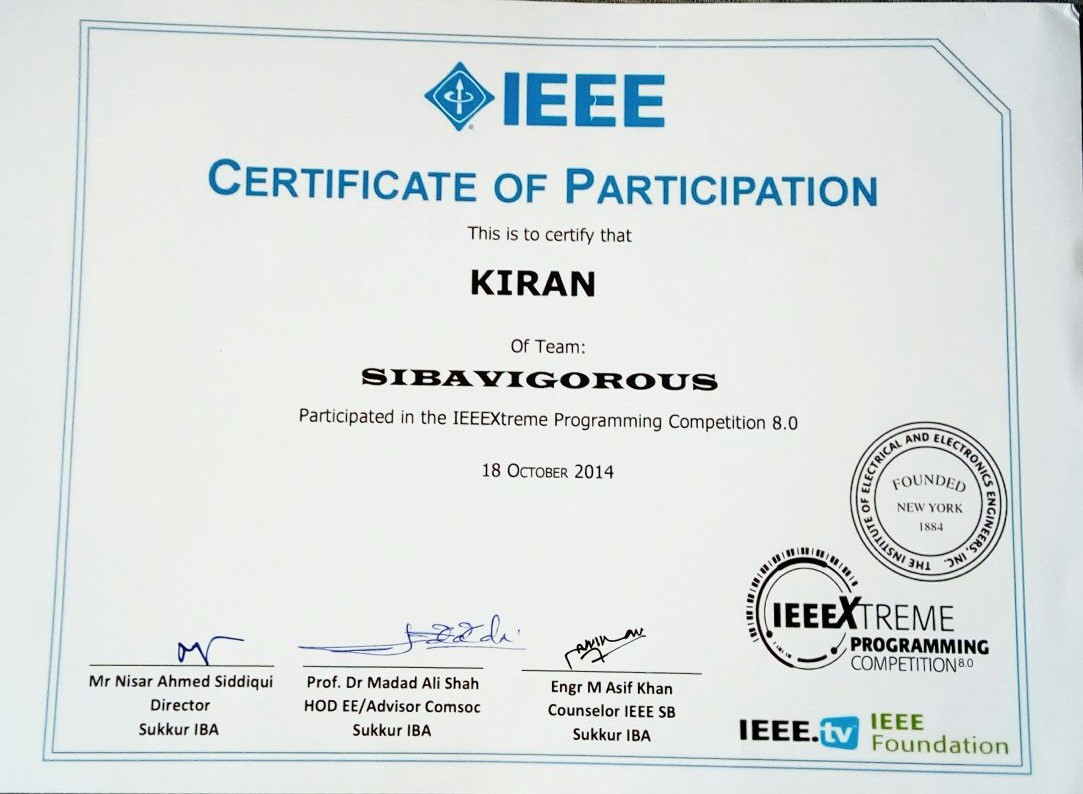 IEEE
CERTIFICATE OF PARTICIPATION
This is to certify that
KIRAN
Of Team:
SIBAVIGOROUS
Participated in the IEEEXtreme Programming Competition 8.0
18 OCTOBER 2014
THE INSTITUTE OF ELECTRICAL AND ELECTRONICS ENGINEERS, INC.
FOUNDED
NEW YORK
1884
IEEEXTREME
PROGRAMMING
COMPETITION 8.0
Mr Nisar Ahmed Siddiqui
Director
Sukkur IBA
Prof. Dr Madad Ali Shah
HOD EE/Advisor Comsoc
Sukkur IBA
Engr M Asif Khan
Counselor IEEE SB
Sukkur IBA
IEEE.tv
IEEE
Foundation